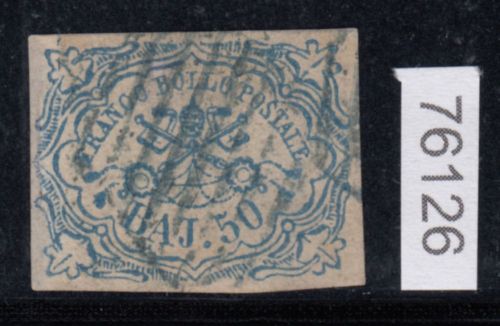 FRANCO BOLLO POSTALE
BAJ. 50
76126